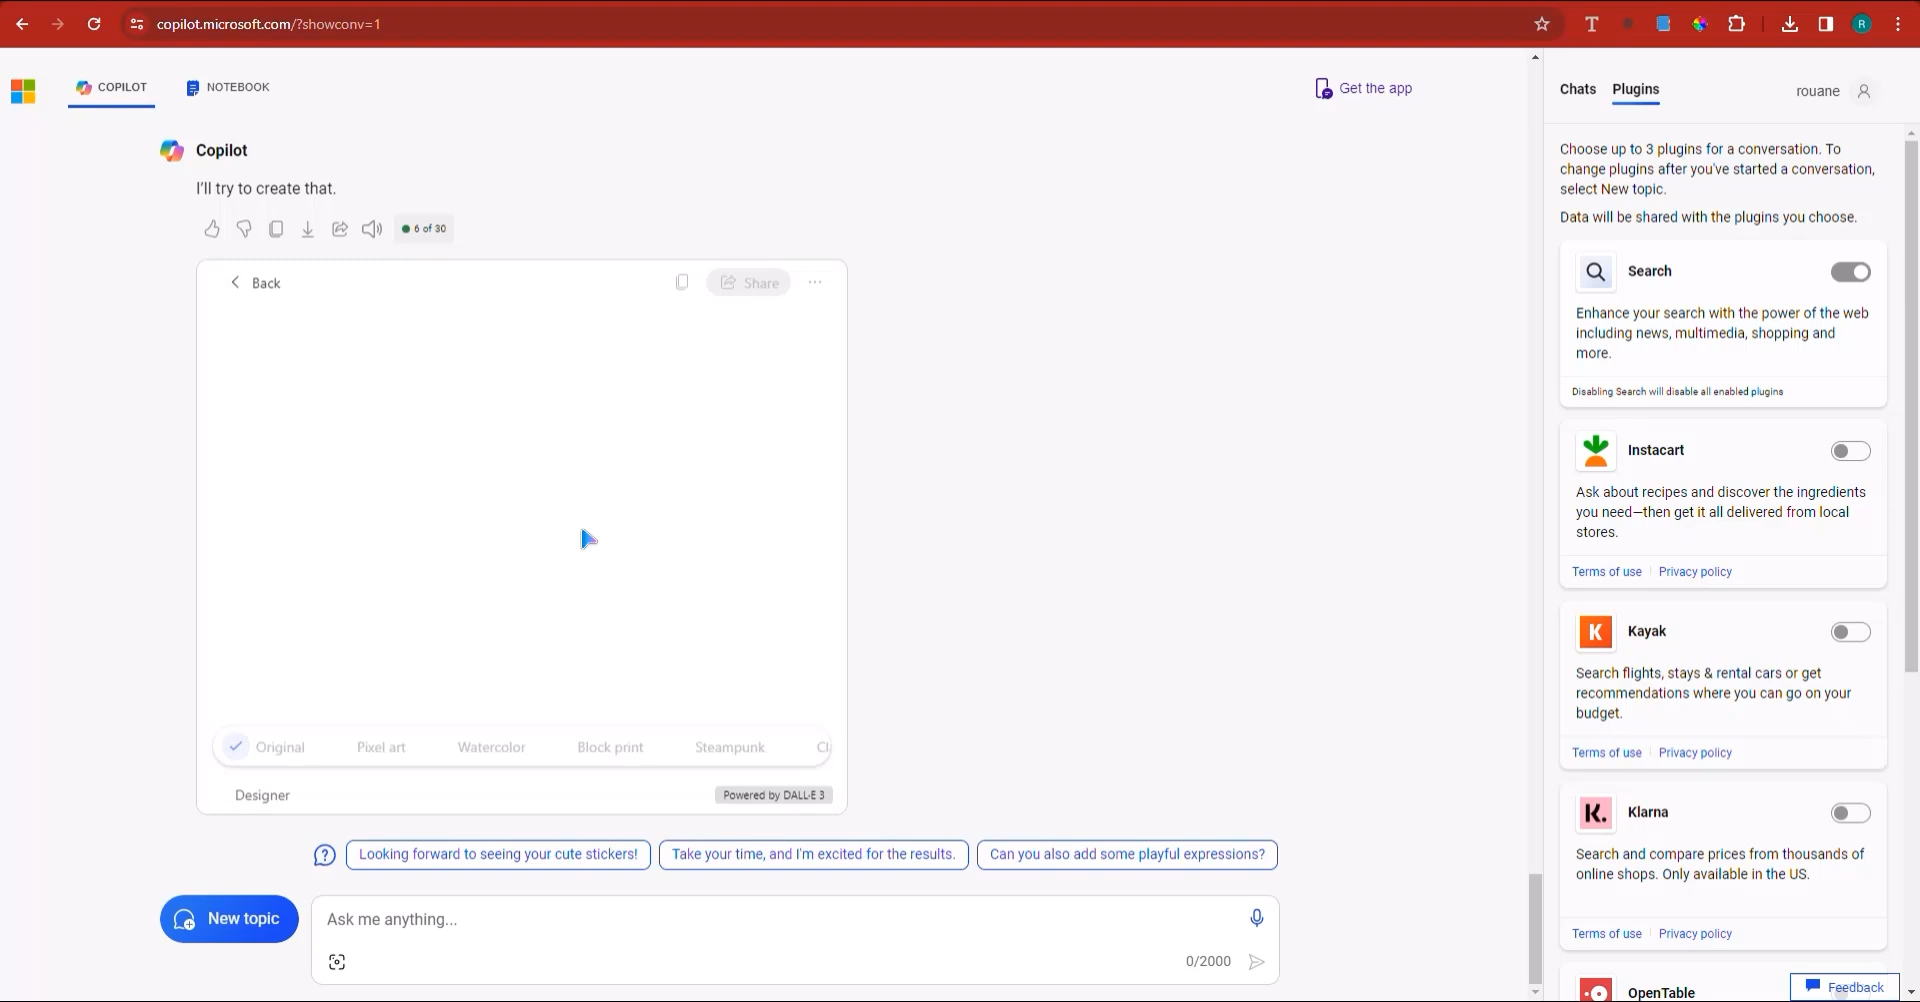 copilot.microsoft.com/?showconv=1
R
COPILOT
NOTEBOOK
Get the app
Chats
Plugins
rouane
Copilot
I'll try to create that.
6 of 30
Back
Share
Original
Pixel art
Watercolor
Block print
Steampunk
Designer
Powered by DALL·E 3
Looking forward to seeing your cute stickers!
Take your time, and I'm excited for the results.
Can you also add some playful expressions?
New topic
Ask me anything...
0/2000
Choose up to 3 plugins for a conversation. To
change plugins after you've started a conversation,
select New topic.
Data will be shared with the plugins you choose.
Search
Enhance your search with the power of the web
including news, multimedia, shopping and
more.
Disabling Search will disable all enabled plugins
Instacart
Ask about recipes and discover the ingredients
you need—then get it all delivered from local
stores.
Terms of use
Privacy policy
K
Kayak
Search flights, stays & rental cars or get
recommendations where you can go on your
budget.
Terms of use
Privacy policy
K.
Klarna
Search and compare prices from thousands of
online shops. Only available in the US.
Terms of use
Privacy policy
OpenTable
Feedback